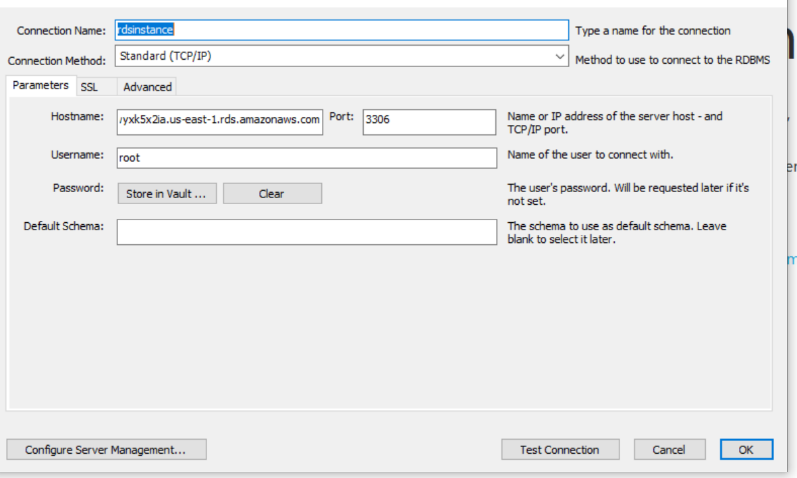 Connection Name: rdsinstance Type a name for the connection
Connection Method: Standard (TCP/IP) Method to use to connect to the RDBMS
Parameters SSL Advanced
Hostname: /yxk5x2ia.us-east-1.rds.amazonaws.com Port: 3306 Name or IP address of the server host - and
TCP/IP port.
Username: root Name of the user to connect with.
Password: Store in Vault ... Clear The user's password. Will be requested later if it's
not set.
Default Schema: The schema to use as default schema. Leave
blank to select it later.
Configure Server Management... Test Connection Cancel OK